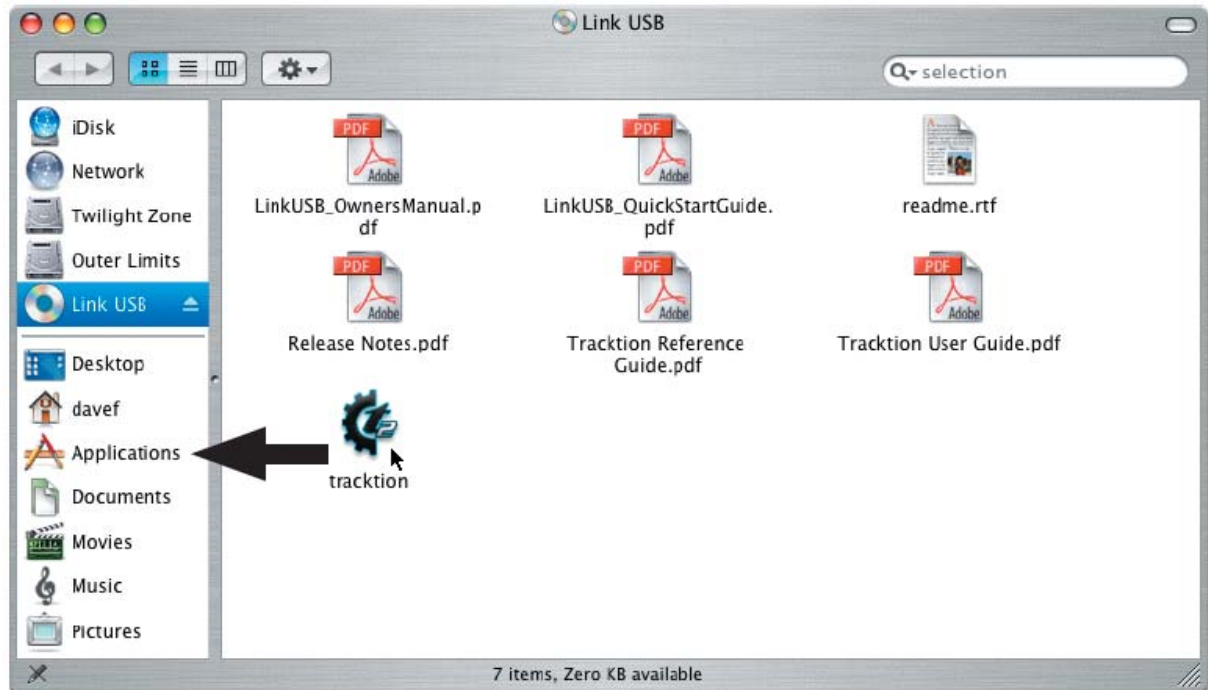 Link USB
selection
iDisk
Network
Twilight Zone
Outer Limits
Link USB
Desktop
davef
Applications
Documents
Movies
Music
Pictures
PDF
Adobe
LinkUSB_OwnersManual.p
df
PDF
Adobe
LinkUSB_QuickStartGuide.
pdf
readme.rtf
PDF
Adobe
Release Notes.pdf
PDF
Adobe
Tracktion Reference
Guide.pdf
PDF
Adobe
Tracktion User Guide.pdf
tracktion
7 items, Zero KB available